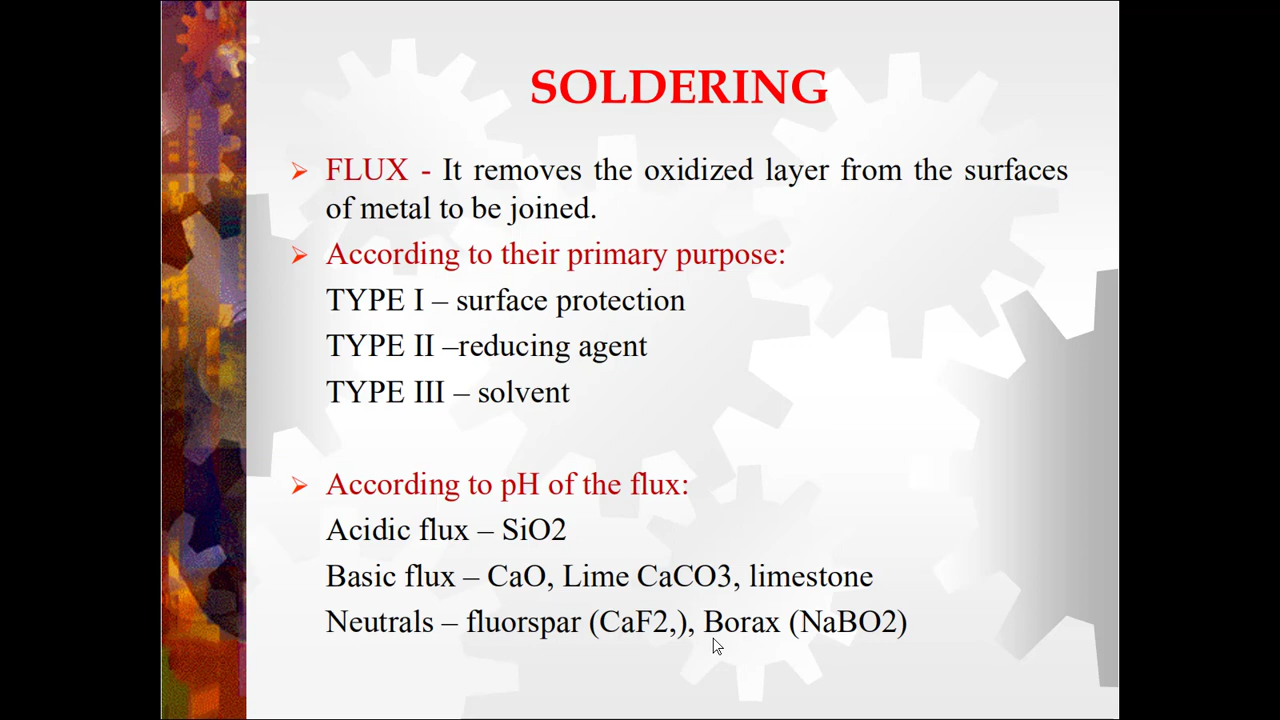 SOLDERING
FLUX - It removes the oxidized layer from the surfaces
of metal to be joined.
According to their primary purpose:
TYPE I – surface protection
TYPE II –reducing agent
TYPE III – solvent
According to pH of the flux:
Acidic flux – SiO2
Basic flux – CaO, Lime CaCO3, limestone
Neutrals – fluorspar (CaF2,), Borax (NaBO2)